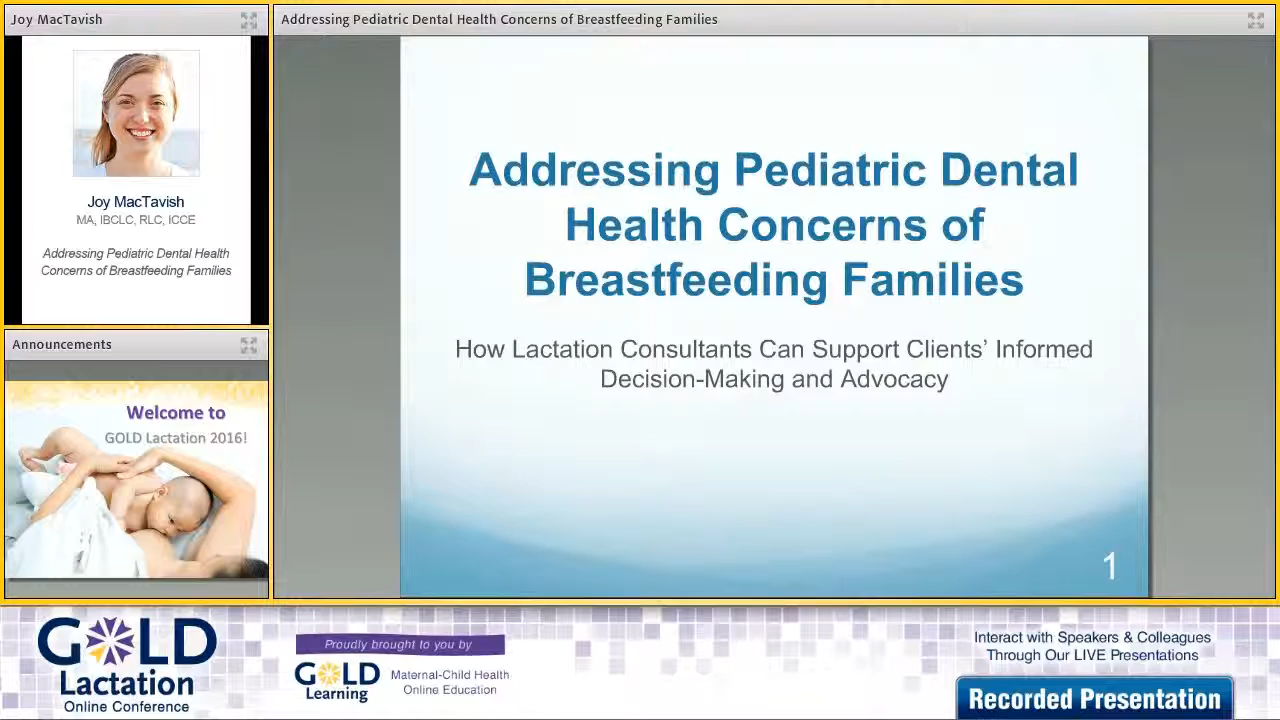 Joy MacTavish
Joy MacTavish
MA, IBCLC, RLC, ICCE
Addressing Pediatric Dental Health
Concerns of Breastfeeding Families
Announcements
Welcome to
GOLD Lactation 2016!
Addressing Pediatric Dental Health Concerns of Breastfeeding Families
Addressing Pediatric Dental
Health Concerns of
Breastfeeding Families
How Lactation Consultants Can Support Clients’ Informed
Decision-Making and Advocacy
1
GOLD
Lactation
Online Conference
Proudly brought to you by
GOLD
Learning
Maternal-Child Health
Online Education
Interact with Speakers & Colleagues
Through Our LIVE Presentations
Recorded Presentation